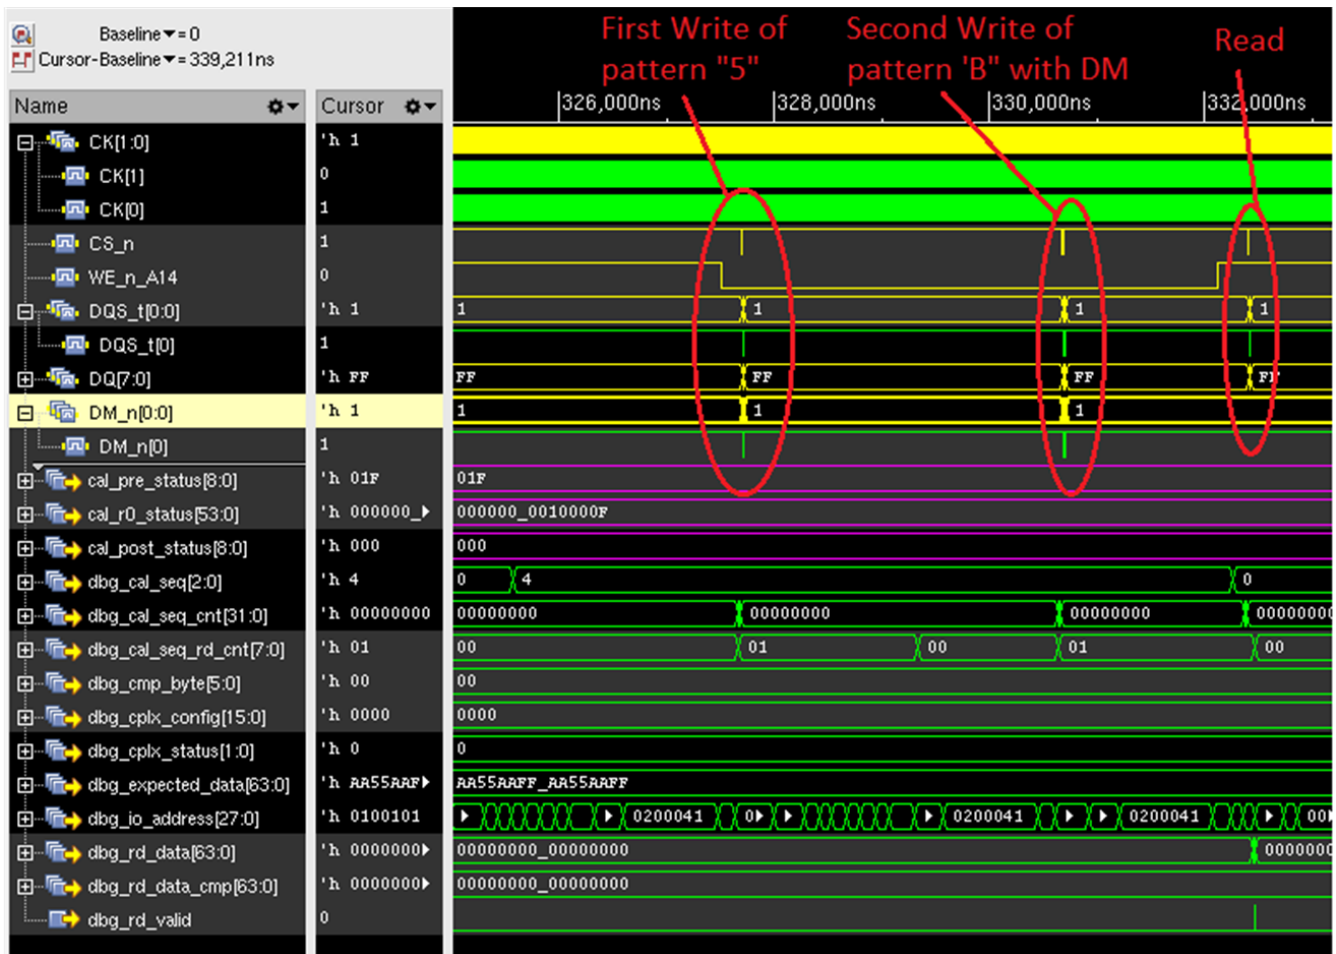 Baseline▼=0
Cursor-Baseline▼=339,211ns
First Write of
pattern "5"
Second Write of
pattern 'B" with DM
Read
Name
Cursor
326,000ns
328,000ns
330,000ns
332,000ns
CK[1:0] 'h 1
CK[1] 0
CK[0] 1
CS_n 1
WE_n_A14 0
DQS_t[0:0] 'h 1 1 1 1 1
DQS_t[0] 1
DQ[7:0] 'h FF FF FF FF FF
DM_n[0:0] 'h 1 1 1 1
DM_n[0] 1
cal_pre_status[8:0] 'h 01F 01F
cal_r0_status[53:0] 'h 000000_ 000000_0010000F
cal_post_status[8:0] 'h 000 000
dbg_cal_seq[2:0] 'h 4 0 4 0
dbg_cal_seq_cnt[31:0] 'h 00000000 00000000 00000000 00000000 00000000
dbg_cal_seq_rd_cnt[7:0] 'h 01 00 01 00 01 00
dbg_cmp_byte[5:0] 'h 00 00
dbg_cplx_config[15:0] 'h 0000 0000
dbg_cplx_status[1:0] 'h 0 0
dbg_expected_data[63:0] 'h AA55AAF AA55AAFF_AA55AAFF
dbg_io_address[27:0] 'h 0100101 0200041 0 0200041 0200041 00
dbg_rd_data[63:0] 'h 0000000 00000000_00000000 0000000
dbg_rd_data_cmp[63:0] 'h 0000000 00000000_00000000
dbg_rd_valid 0